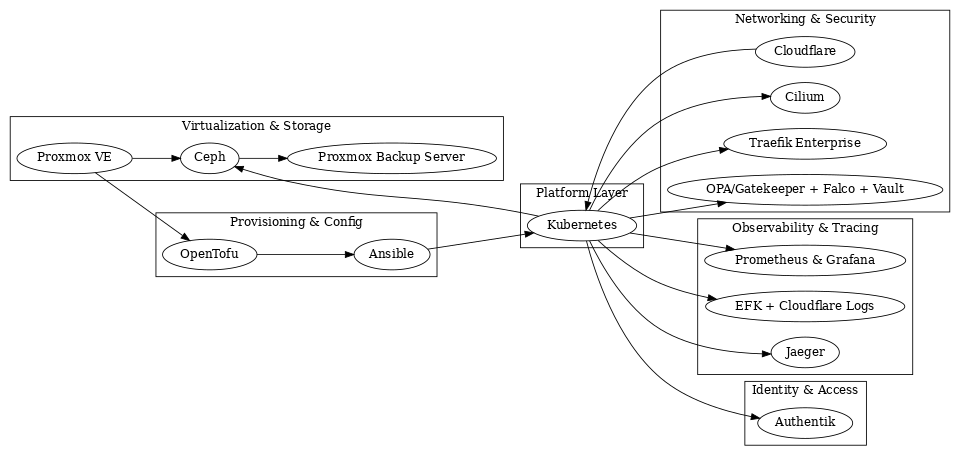 Networking & Security
Cloudflare
Cilium
Traefik Enterprise
OPA/Gatekeeper + Falco + Vault
Virtualization & Storage
Proxmox VE
Ceph
Proxmox Backup Server
Platform Layer
Kubernetes
Provisioning & Config
OpenTofu
Ansible
Observability & Tracing
Prometheus & Grafana
EFK + Cloudflare Logs
Jaeger
Identity & Access
Authentik